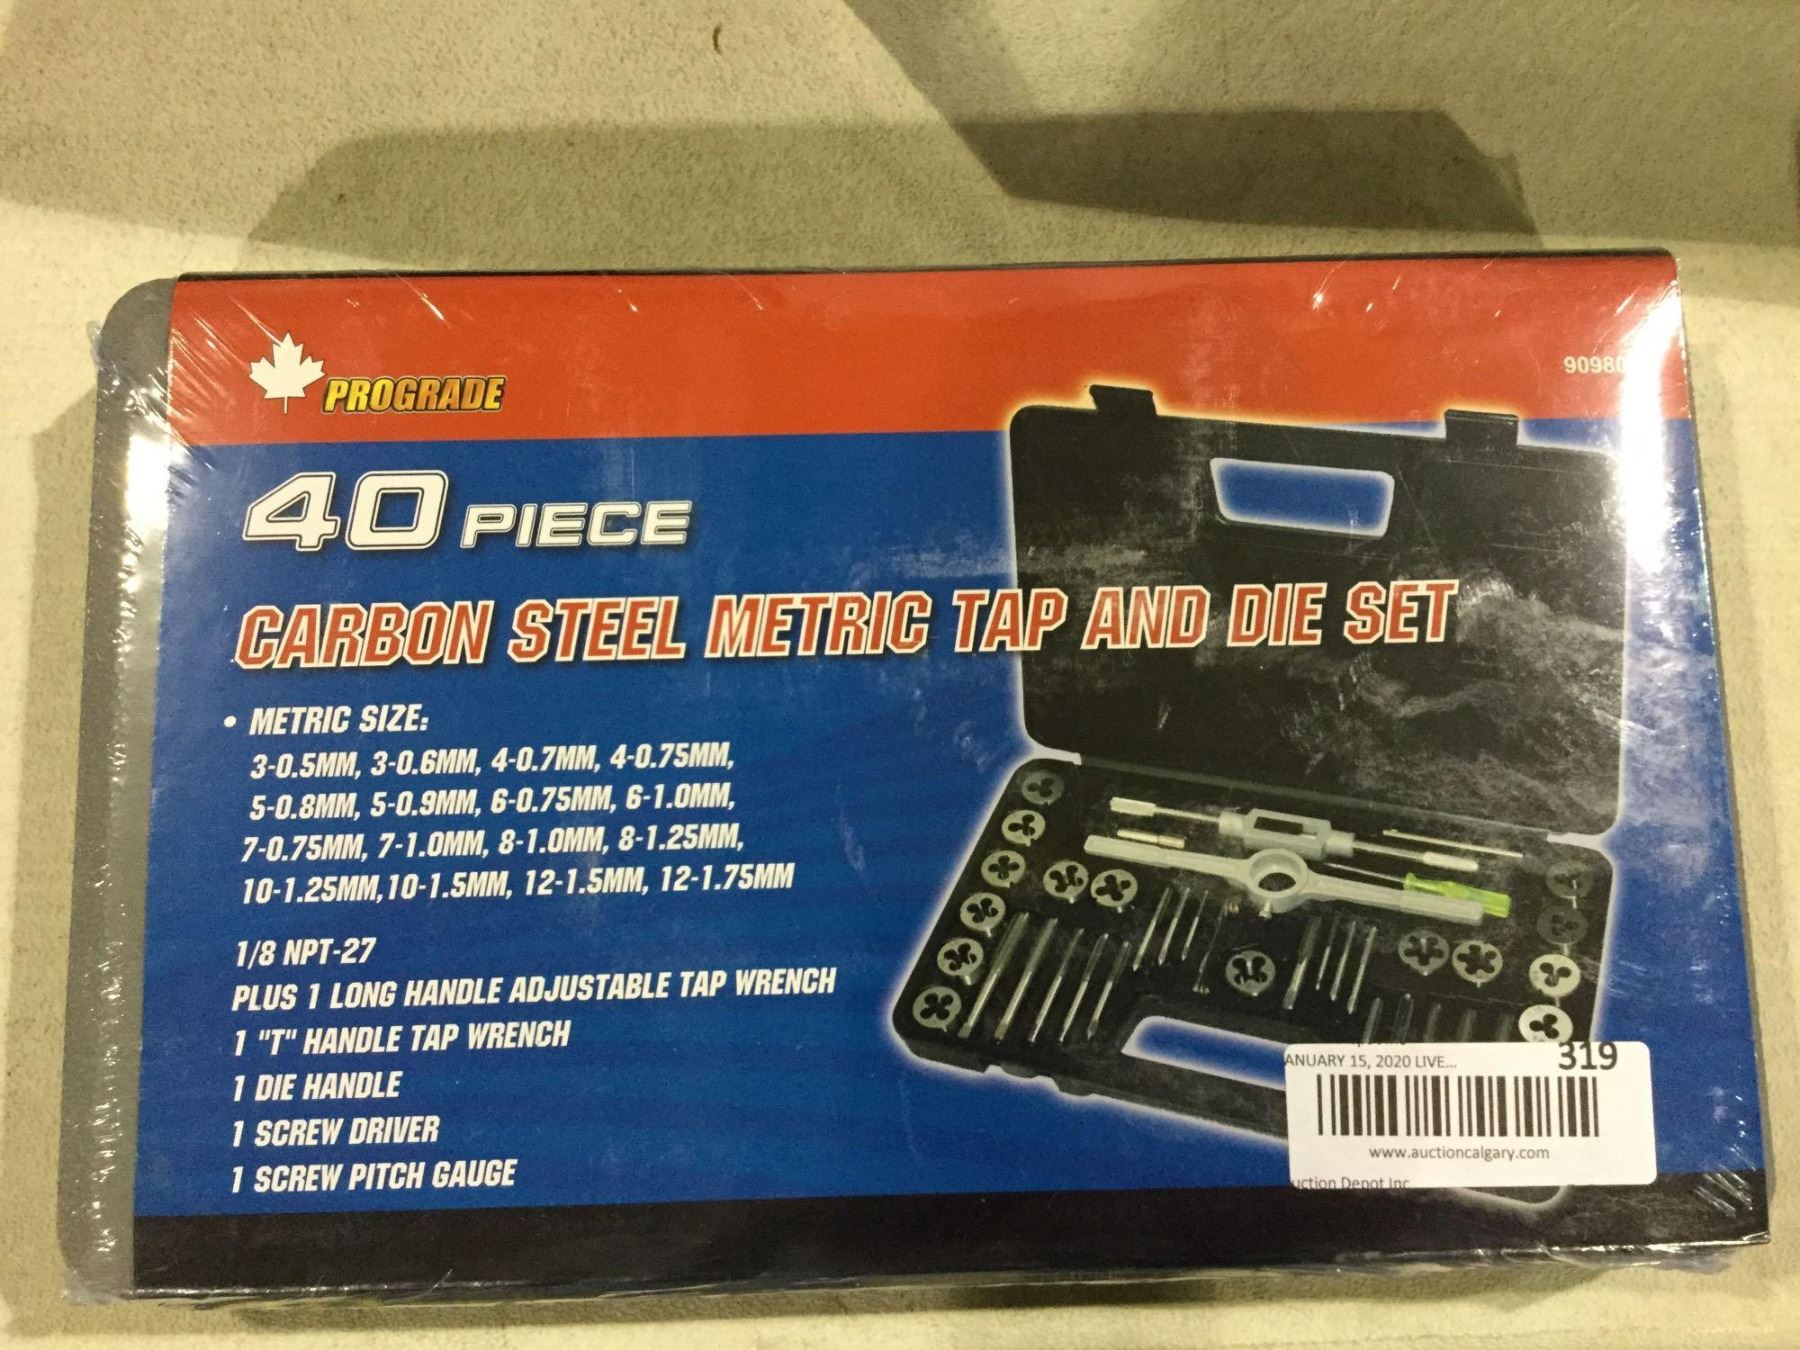 PROGRADE
40 PIECE
CARBON STEEL METRIC TAP AND DIE SET
• METRIC SIZE:
3-0.5MM, 3-0.6MM, 4-0.7MM, 4-0.75MM,
5-0.8MM, 5-0.9MM, 6-0.75MM, 6-1.0MM,
7-0.75MM, 7-1.0MM, 8-1.0MM, 8-1.25MM,
10-1.25MM, 10-1.5MM, 12-1.5MM, 12-1.75MM
1/8 NPT-27
PLUS 1 LONG HANDLE ADJUSTABLE TAP WRENCH
1 "T" HANDLE TAP WRENCH
1 DIE HANDLE
1 SCREW DRIVER
1 SCREW PITCH GAUGE
ANUARY 15, 2020 LIVE... 319
www.auctioncalgary.com
uction Depot Inc